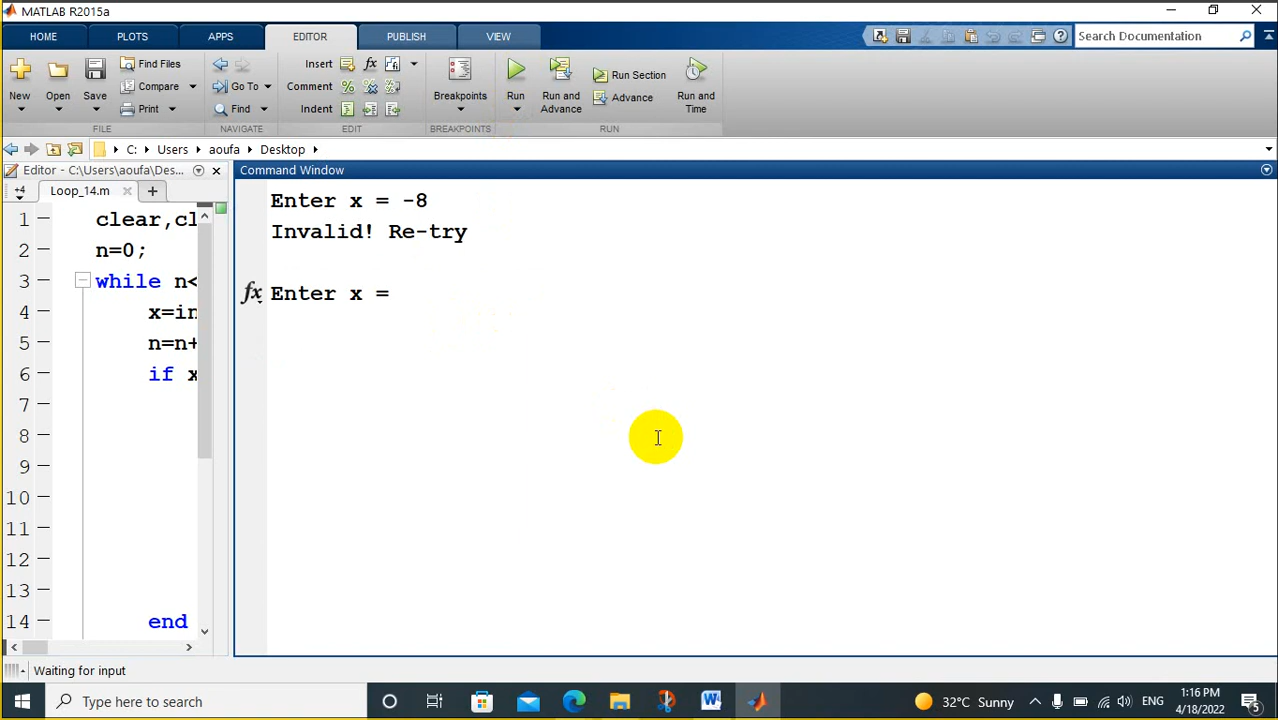 MATLAB R2015a
HOME PLOTS APPS EDITOR PUBLISH VIEW Search Documentation
Find Files Insert fx
New Open Save Compare Go To Comment % Breakpoints Run Run and Advance Run Section Advance Run and Time
Print Find Indent
FILE NAVIGATE EDIT BREAKPOINTS RUN
C: Users aoufa Desktop
Editor - C:\Users\aoufa\Des...
+4 Loop_14.m +
1 clear,cl
2 n=0;
3 while n<
4 x=in
5 n=n+
6 if x
7
8
9
10
11
12
13
14 end
Command Window
Enter x = -8
Invalid! Re-try
fx Enter x =
Waiting for input
Type here to search 32°C Sunny ENG 1:16 PM
4/18/2022 5